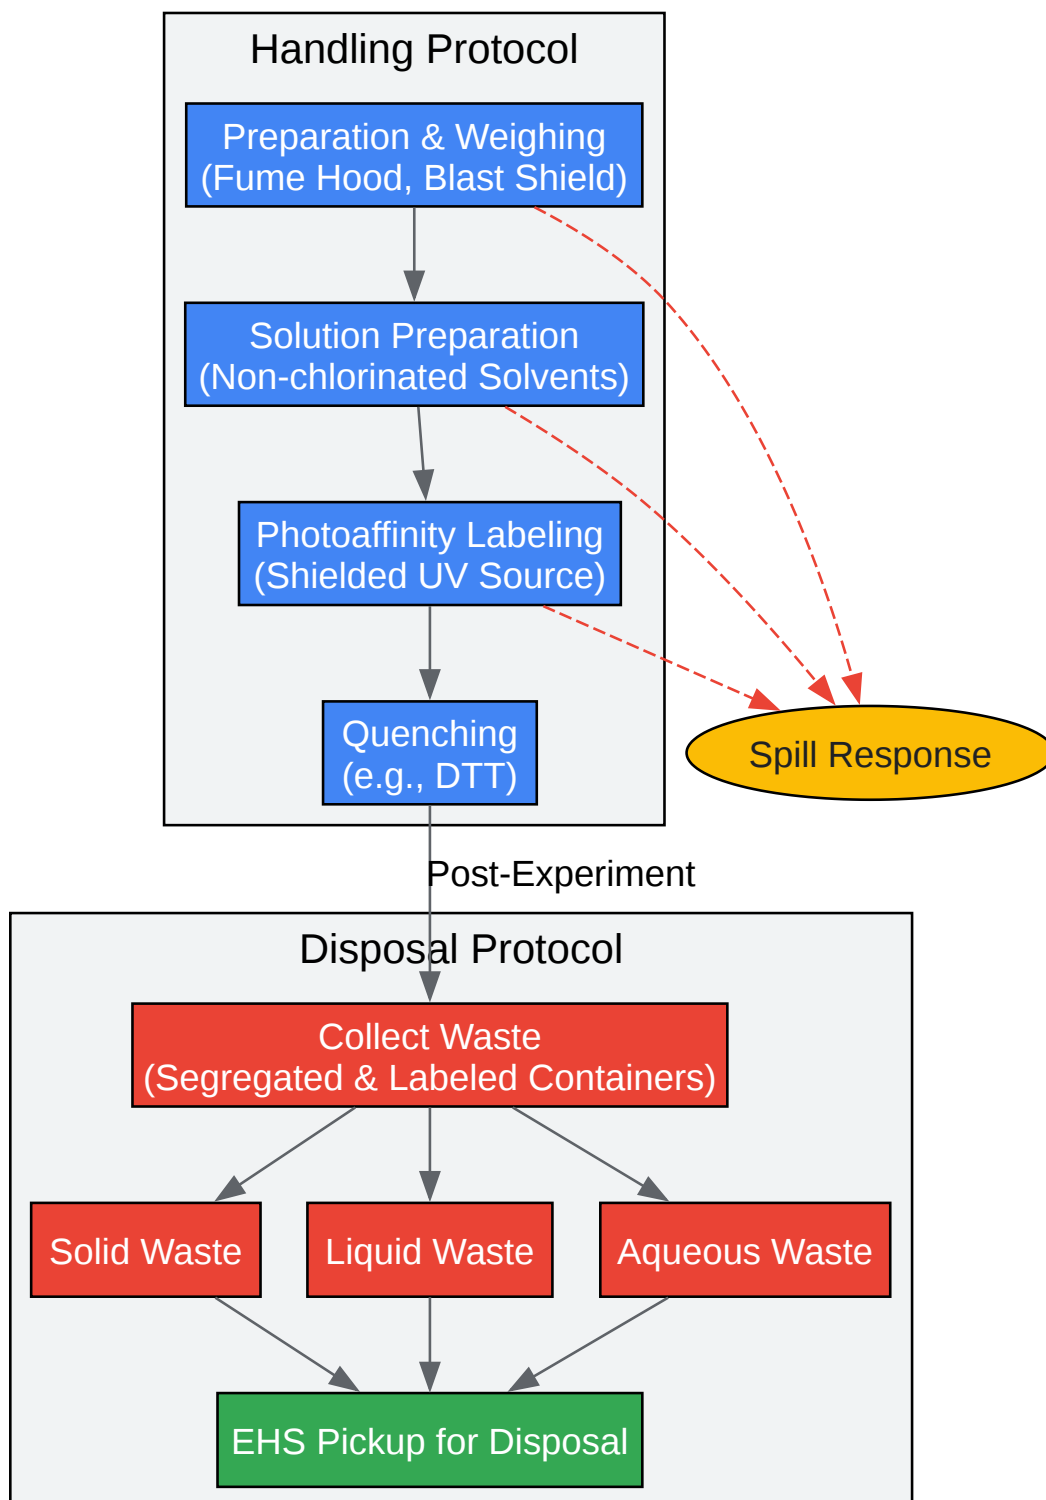 Handling Protocol
Preparation & Weighing
(Fume Hood, Blast Shield)
Solution Preparation
(Non-chlorinated Solvents)
Photoaffinity Labeling
(Shielded UV Source)
Quenching
(e.g., DTT)
Spill Response
Post-Experiment
Disposal Protocol
Collect Waste
(Segregated & Labeled Containers)
Solid Waste
Liquid Waste
Aqueous Waste
EHS Pickup for Disposal